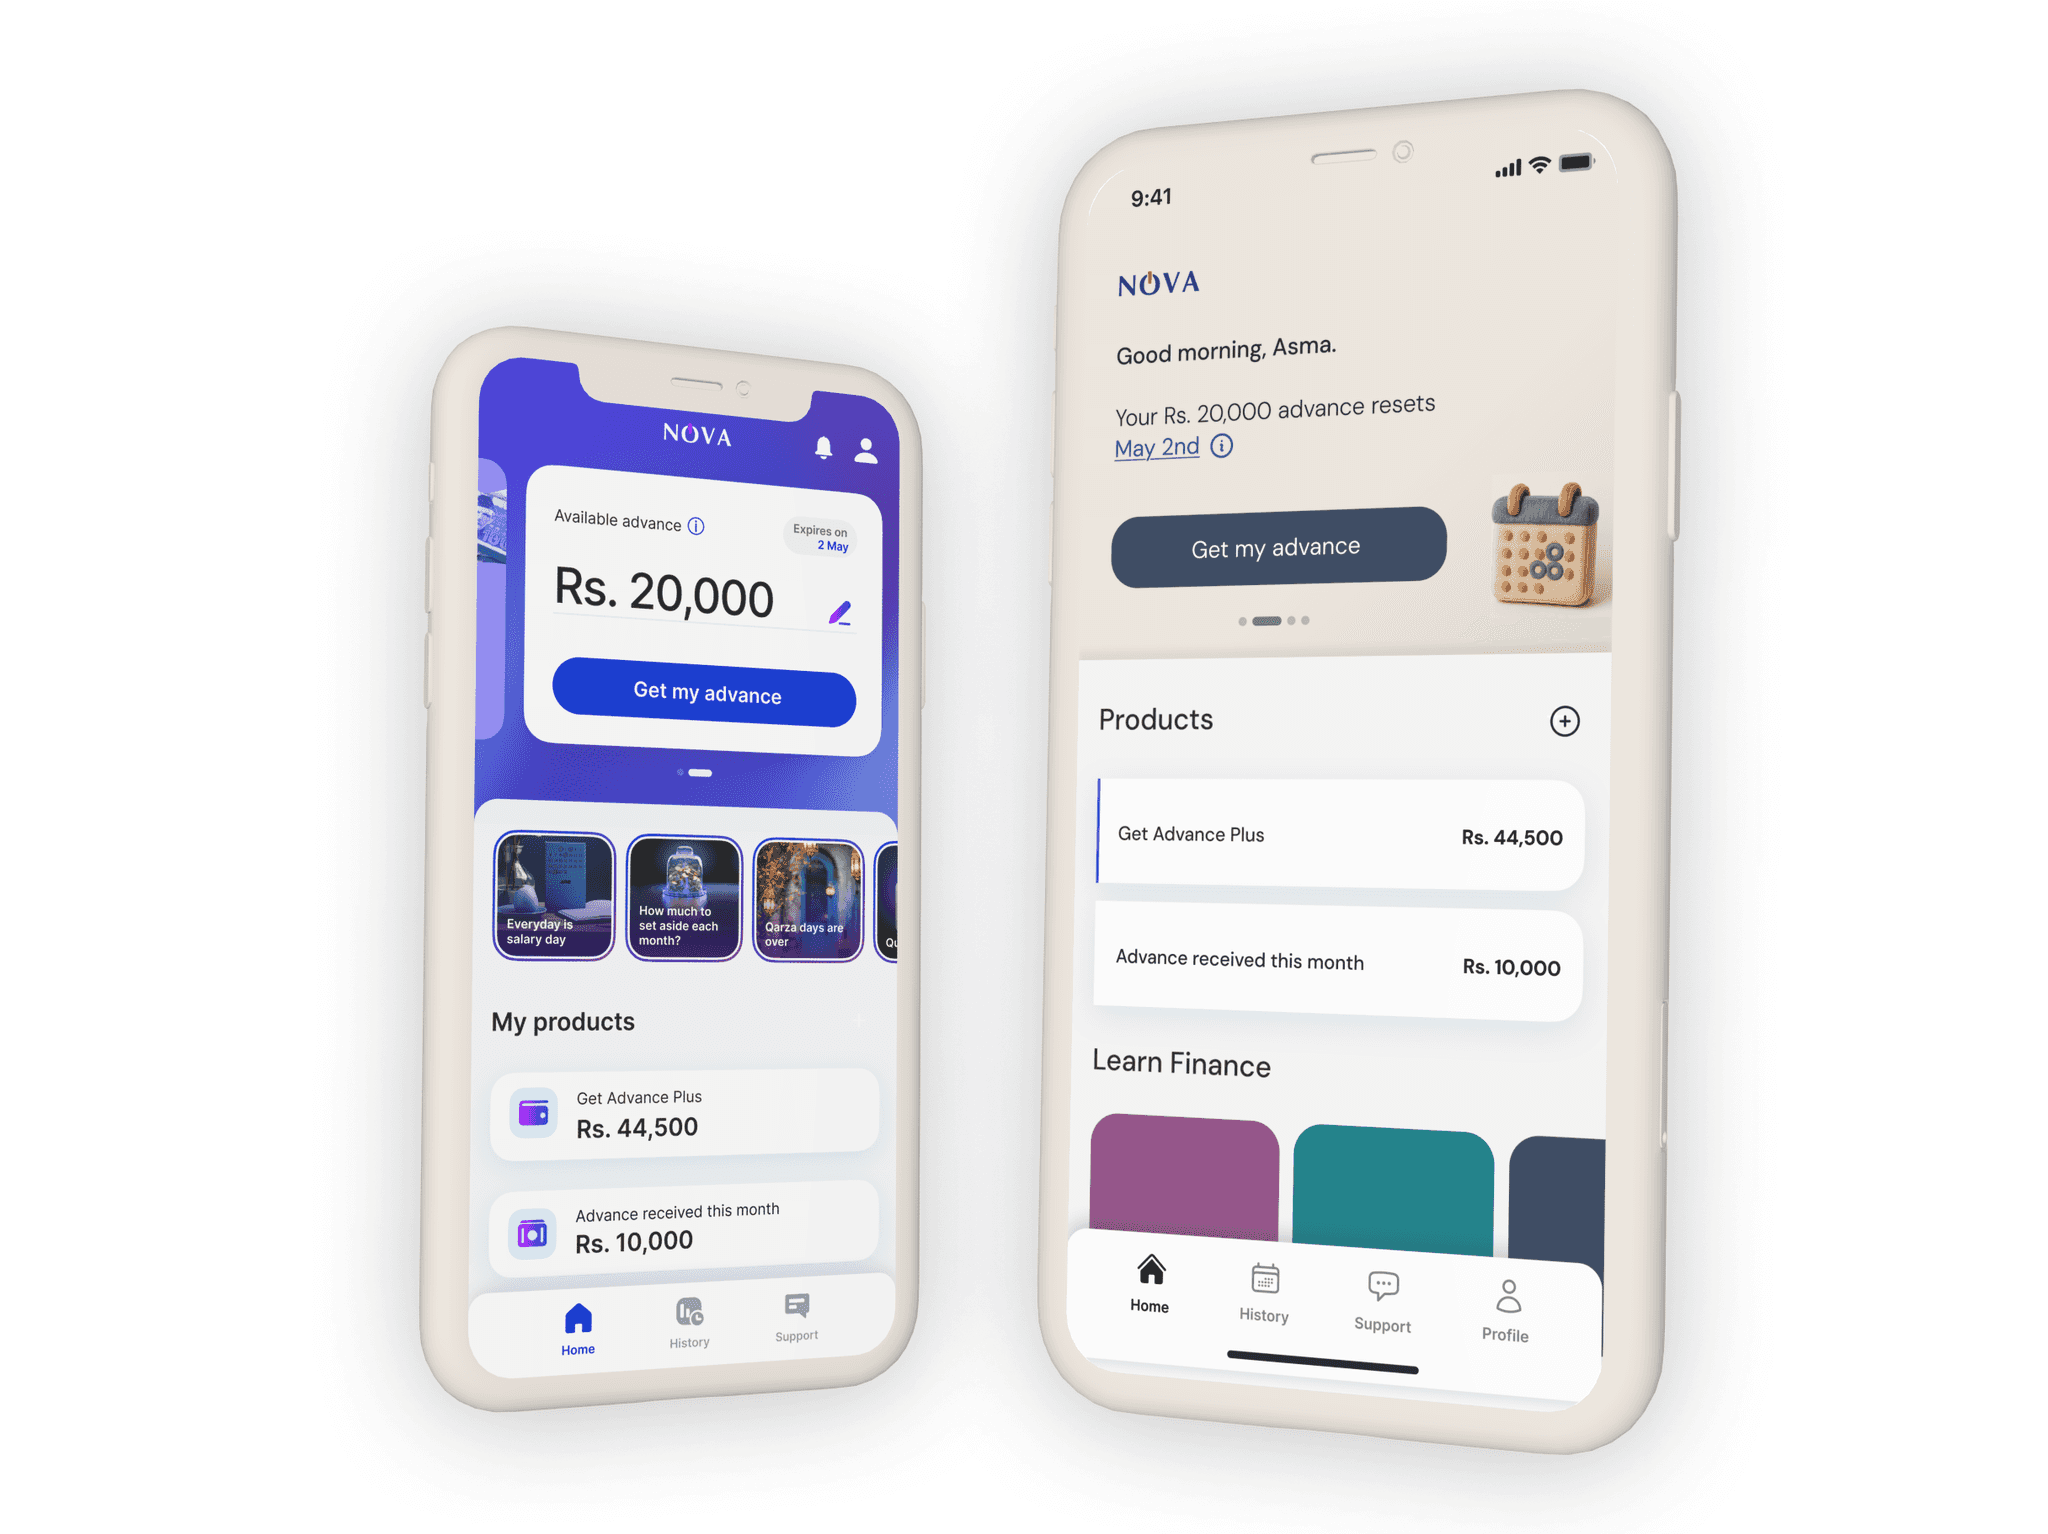 NOVA
Available advance
Expires on
2 May
Rs. 20,000
Get my advance
Everyday is
salary day
How much to
set aside each
month?
Qarza days are
over
Qu
My products
Get Advance Plus
Rs. 44,500
Advance received this month
Rs. 10,000
Home
History
Support
9:41
NOVA
Good morning, Asma.
Your Rs. 20,000 advance resets
May 2nd
Get my advance
Products
Get Advance Plus
Rs. 44,500
Advance received this month
Rs. 10,000
Learn Finance
Home
History
Support
Profile